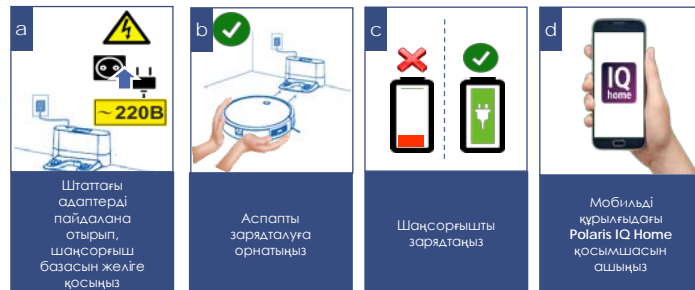 a
~220В
Штаттағы
адаптерді
пайдалана
отырып,
шаңсорғыш
базасын желіге
қосыңыз
b
Аспапты
зарядталуға
орнатыңыз
c
Шаңсорғышты
зарядтаңыз
d
IQ
home
Мобильді
құрылғыдағы
Polaris IQ Home
қосымшасын
ашыңыз